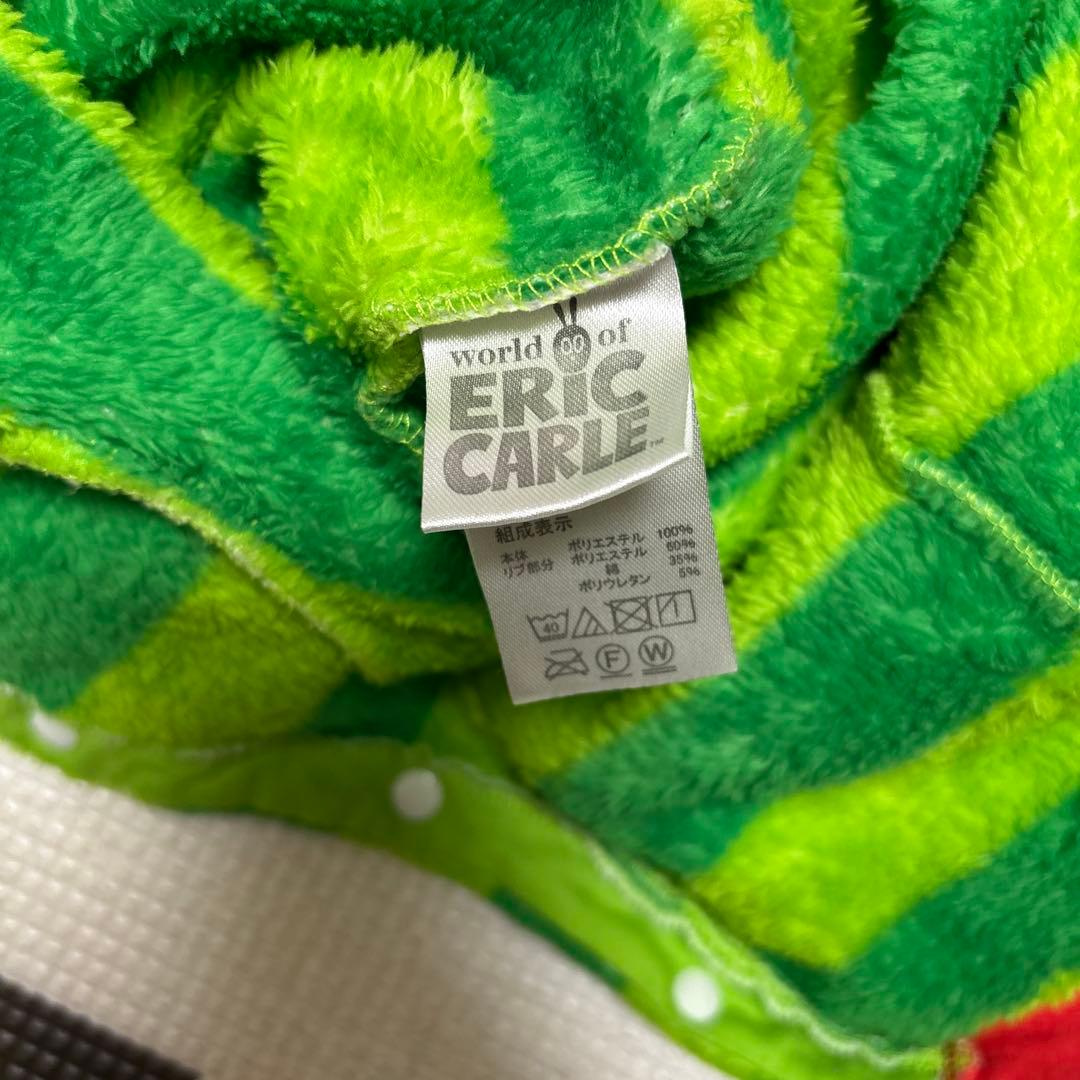 world of
ERiC
CARLE™
組成表示
本体 ポリエステル 100%
リブ部分 ポリエステル 60%
綿 35%
ポリウレタン 5%
40
F W